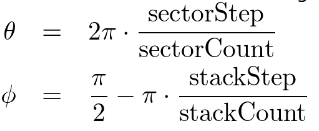 θ = 2π · sectorStep / sectorCount
ϕ = π / 2 − π · stackStep / stackCount